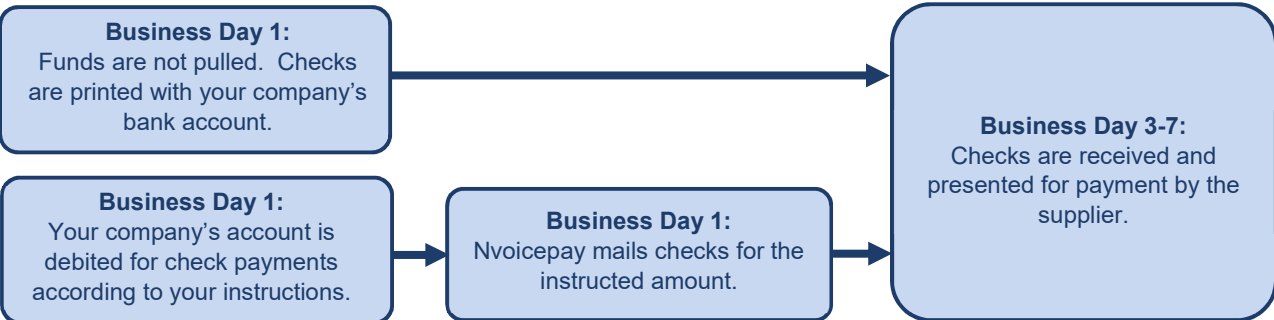 Business Day 1:
Funds are not pulled.  Checks
are printed with your company’s
bank account.
Business Day 1:
Your company’s account is
debited for check payments
according to your instructions.
Business Day 1:
Nvoicepay mails checks for the
instructed amount.
Business Day 3-7:
Checks are received and
presented for payment by the
supplier.